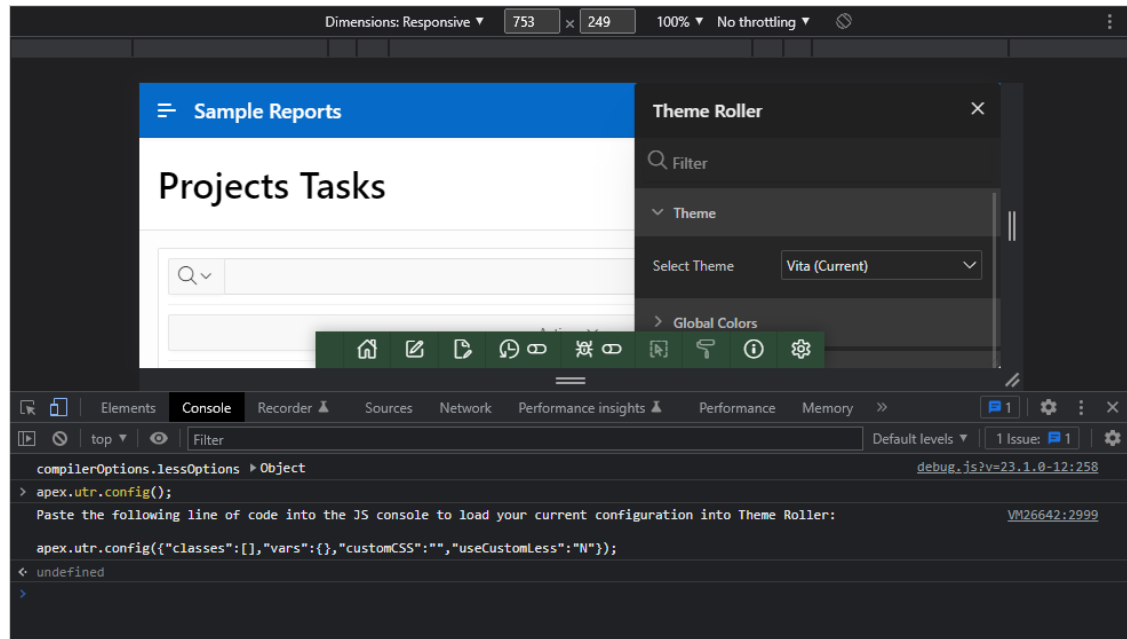 Dimensions: Responsive ▼ 753 × 249 100% ▼ No throttling ▼
Sample Reports
Theme Roller
Filter
Projects Tasks
Theme
Select Theme Vita (Current)
Global Colors
Elements Console Recorder Sources Network Performance insights Performance Memory » 1
top ▼ Filter Default levels ▼ 1 Issue: 1
compilerOptions.lessOptions ▶ Object debug.js?v=23.1.0-12:258
> apex.utr.config();
Paste the following line of code into the JS console to load your current configuration into Theme Roller: VM26642:2999
apex.utr.config({"classes":[],"vars":{},"customCSS":"","useCustomLess":"N"});
undefined
>